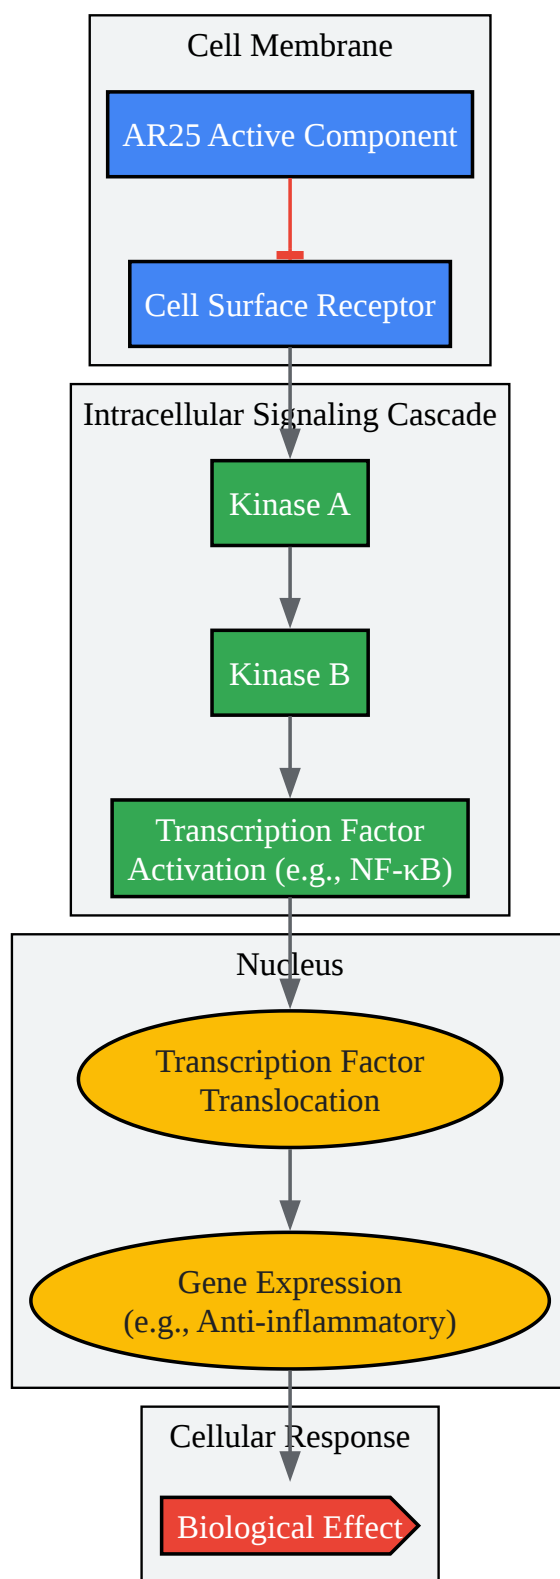 Cell Membrane
AR25 Active Component
Cell Surface Receptor
Intracellular Signaling Cascade
Kinase A
Kinase B
Transcription Factor
Activation (e.g., NF-κB)
Nucleus
Transcription Factor
Translocation
Gene Expression
(e.g., Anti-inflammatory)
Cellular Response
Biological Effect